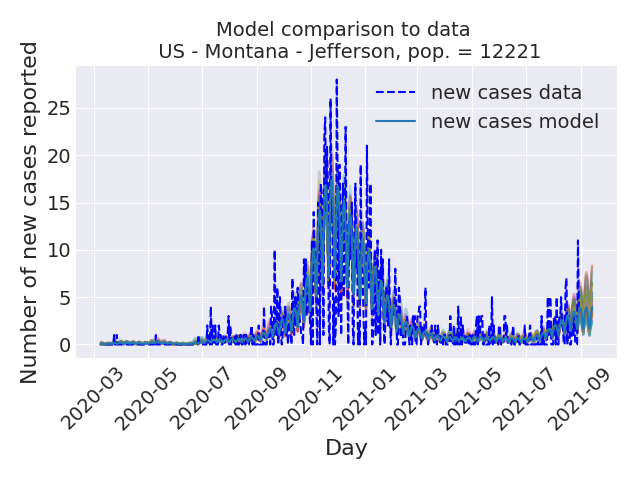 Model comparison to data
US - Montana - Jefferson, pop. = 12221
Number of new cases reported
25
20
15
10
5
0
new cases data
new cases model
2020-03
2020-05
2020-07
2020-09
2020-11
2021-01
2021-03
2021-05
2021-07
2021-09
Day